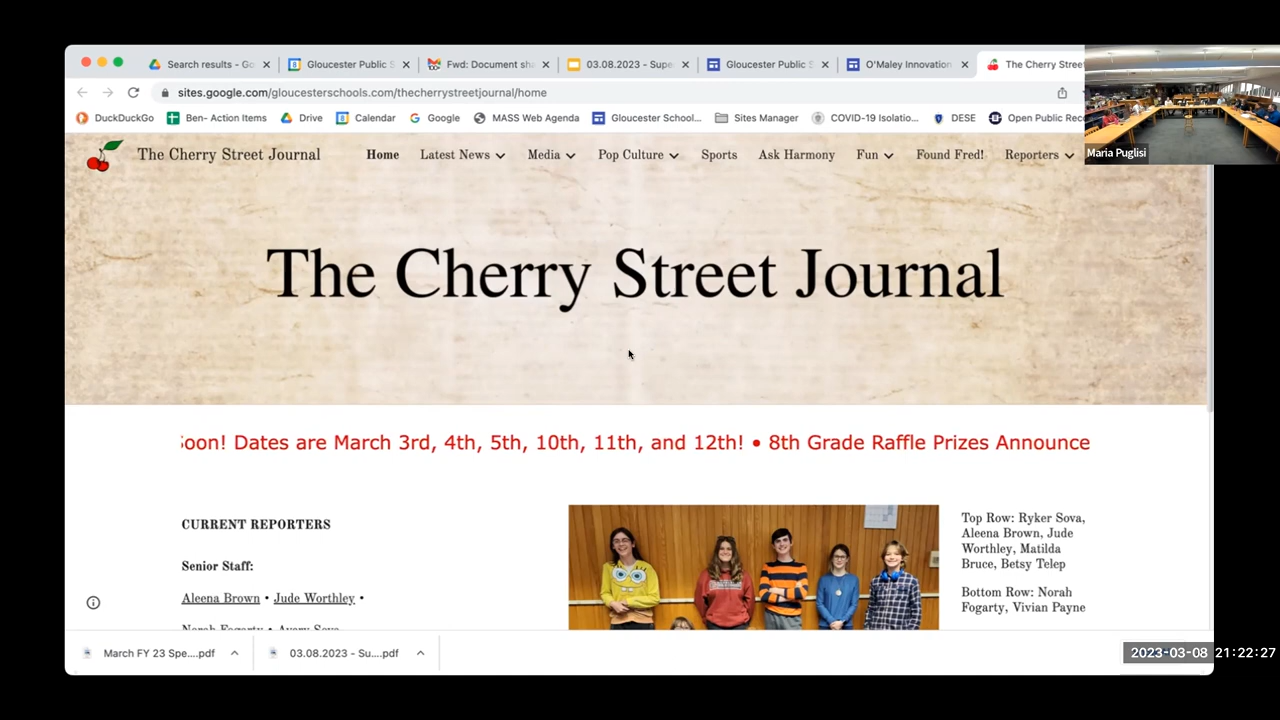 Search results - Go
Gloucester Public S
Fwd: Document sha
03.08.2023 - Supe
Gloucester Public S
O'Maley Innovation
The Cherry Stree
sites.google.com/gloucesterschools.com/thecherrystreetjournal/home
DuckDuckGo
Ben- Action Items
Drive
Calendar
Google
MASS Web Agenda
Gloucester School...
Sites Manager
COVID-19 Isolatio...
DESE
Open Public Rec
Maria Puglisi
The Cherry Street Journal
Home
Latest News
Media
Pop Culture
Sports
Ask Harmony
Fun
Found Fred!
Reporters
The Cherry Street Journal
Soon! Dates are March 3rd, 4th, 5th, 10th, 11th, and 12th! • 8th Grade Raffle Prizes Announce
CURRENT REPORTERS
Senior Staff:
Aleena Brown • Jude Worthley •
Norah Fogarty • Avery Sova
Top Row: Ryker Sova,
Aleena Brown, Jude
Worthley, Matilda
Bruce, Betsy Telep
Bottom Row: Norah
Fogarty, Vivian Payne
March FY 23 Spe....pdf
03.08.2023 - Su....pdf
2023-03-08 21:22:27